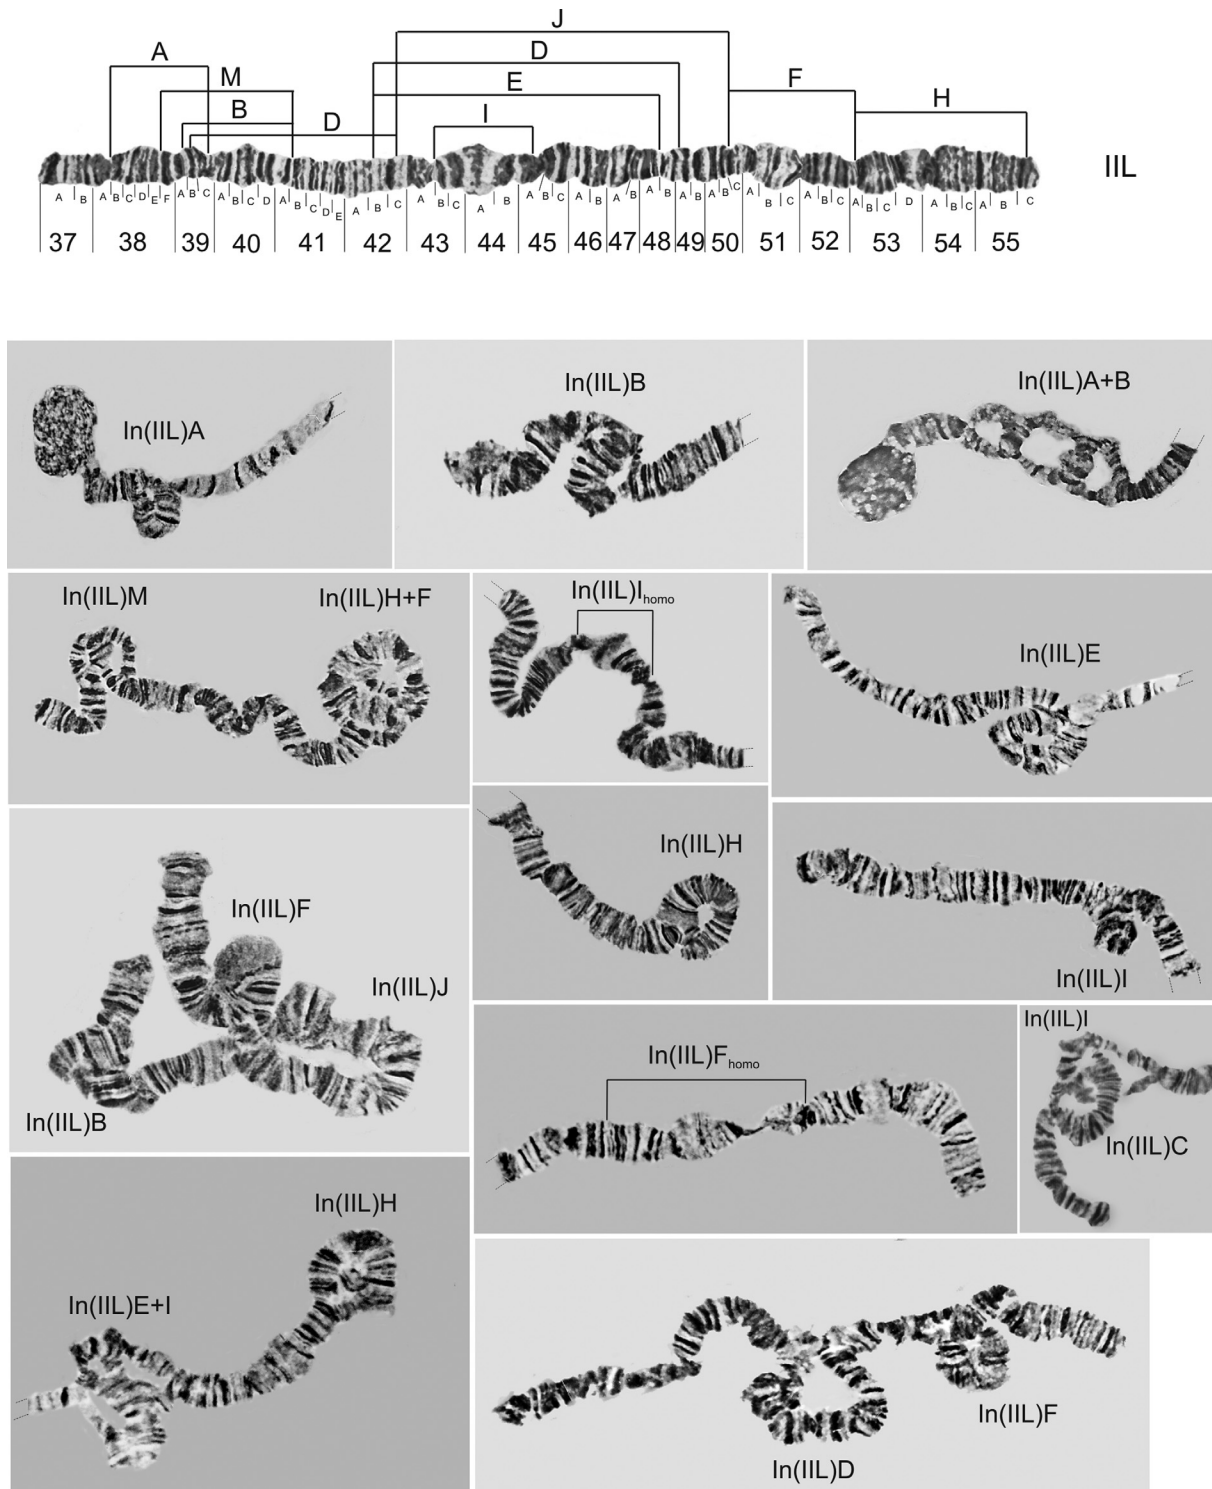 J
A
D
M
E
F
B
D
I
H
IIL
A B A B C D E F A B C A B C D A B C D E A B C A B C A B A B C A B A B A B A B A B C A B C A B C A B C D A B C A B C
37 38 39 40 41 42 43 44 45 46 47 48 49 50 51 52 53 54 55
In(IIL)A
In(IIL)B
In(IIL)A+B
In(IIL)M
In(IIL)H+F
In(IIL)Ihomo
In(IIL)E
In(IIL)H
In(IIL)I
In(IIL)F
In(IIL)J
In(IIL)B
In(IIL)Fhomo
In(IIL)I
In(IIL)C
In(IIL)H
In(IIL)E+I
In(IIL)F
In(IIL)D